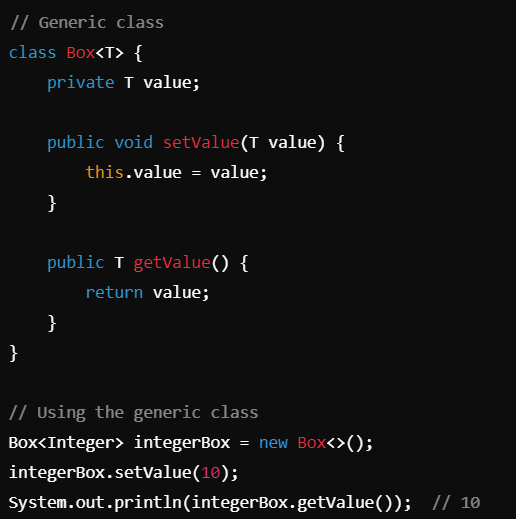 // Generic class
class Box<T> {
    private T value;

    public void setValue(T value) {
        this.value = value;
    }

    public T getValue() {
        return value;
    }
}

// Using the generic class
Box<Integer> integerBox = new Box<>();
integerBox.setValue(10);
System.out.println(integerBox.getValue());  // 10